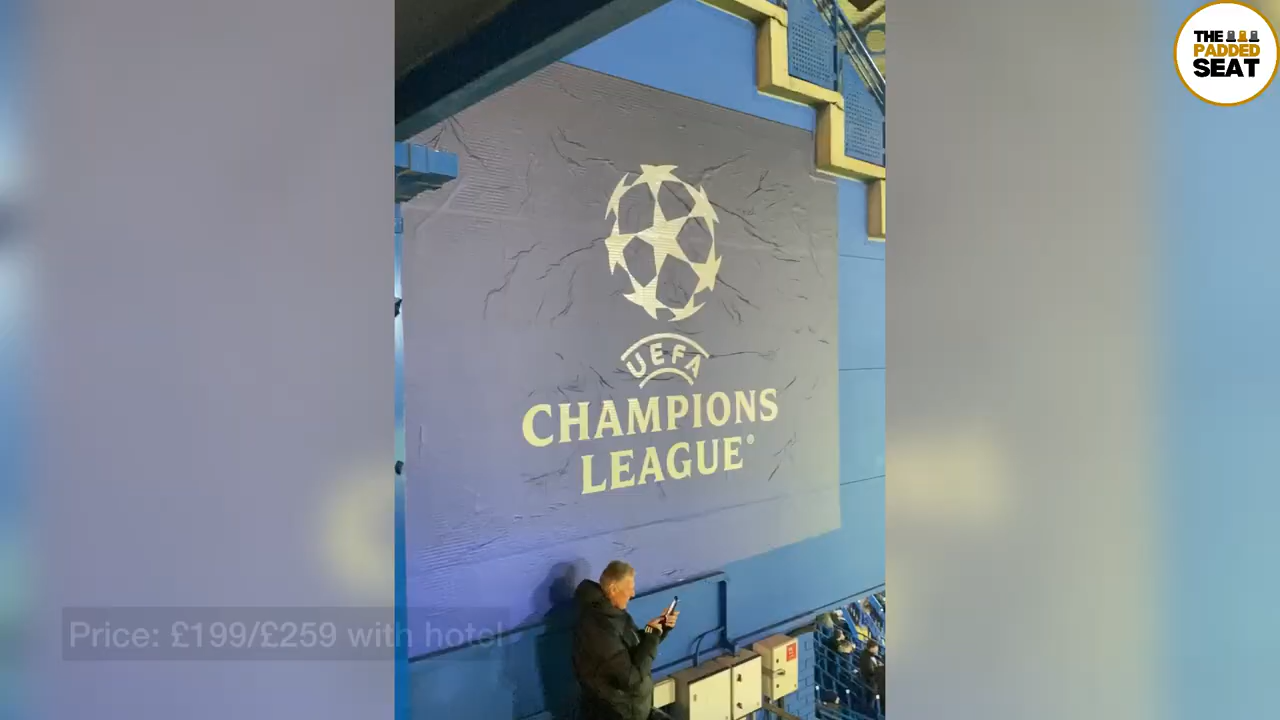 THE
PADDED
SEAT
UEFA
CHAMPIONS
LEAGUE
Price: £199/£259 with hotel